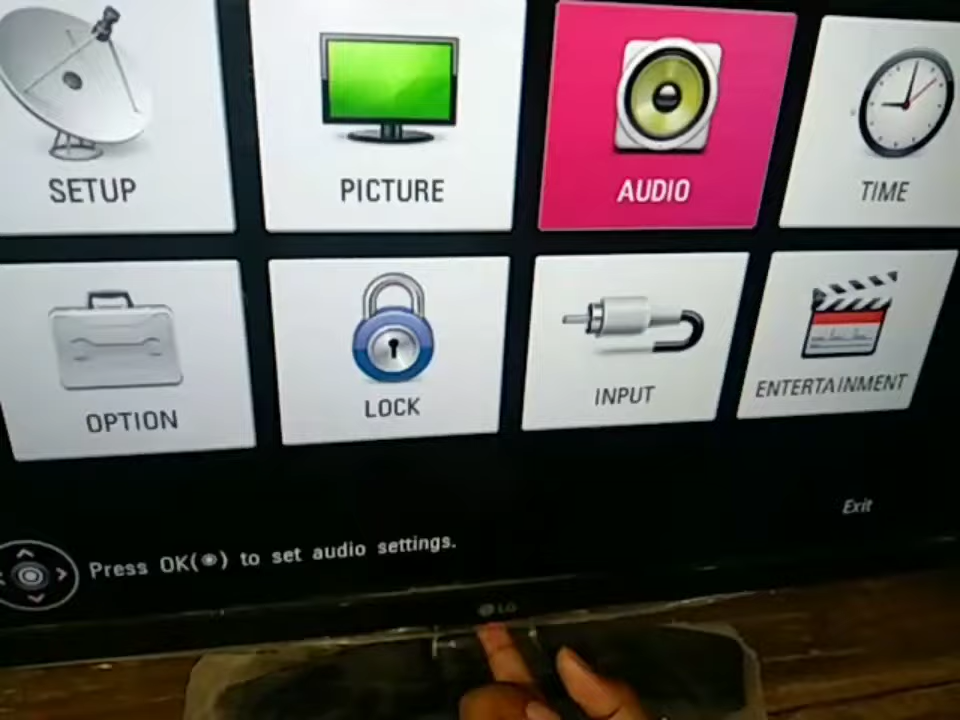 SETUP
PICTURE
AUDIO
TIME
OPTION
LOCK
INPUT
ENTERTAINMENT
Exit
Press OK(◉) to set audio settings.
LG